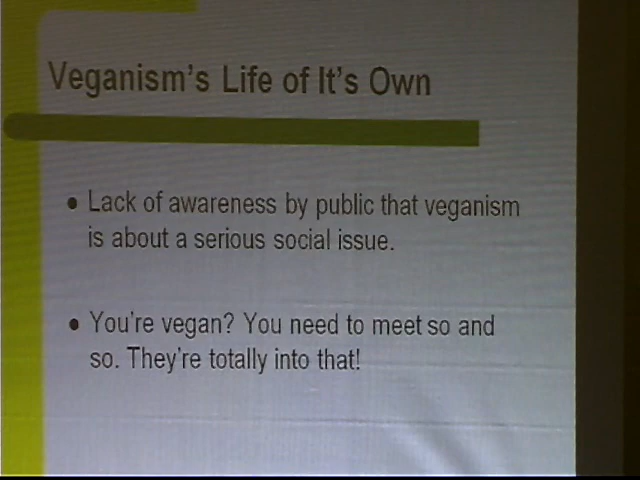 Veganism's Life of It's Own
● Lack of awareness by public that veganism
is about a serious social issue.
● You're vegan? You need to meet so and
so. They're totally into that!